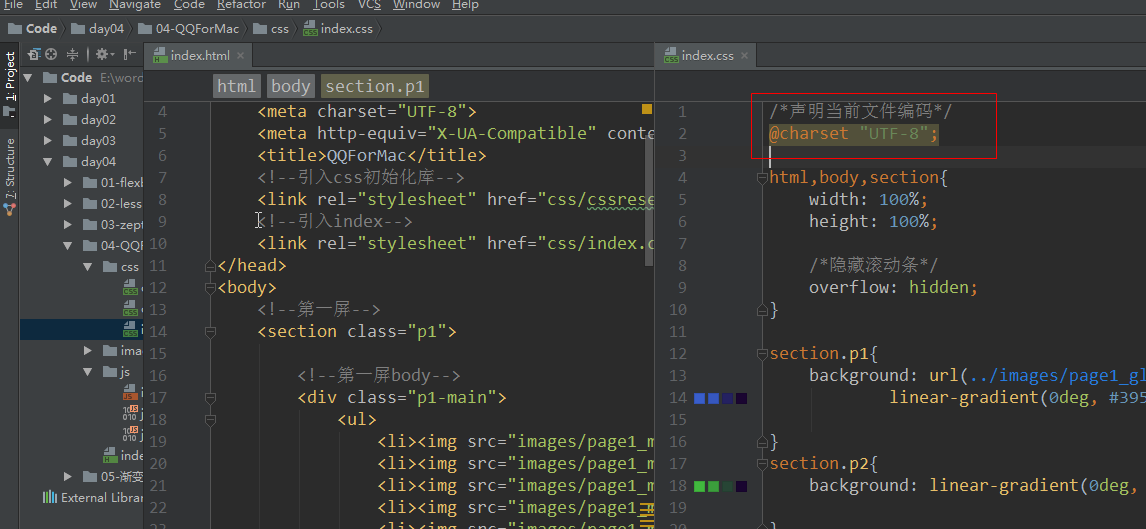 File Edit View Navigate Code Refactor Run Tools VCS Window Help
Code day04 04-QQForMac css index.css
1: Project
7: Structure
Code E:\word
day01
day02
day03
day04
01-flexb
02-less
03-zept
04-QQF
css
ima
js
inde
05-渐变
External Librar
index.html
html body section.p1
4 <meta charset="UTF-8">
5 <meta http-equiv="X-UA-Compatible" conte
6 <title>QQForMac</title>
7 <!--引入css初始化库-->
8 <link rel="stylesheet" href="css/cssrese
9 <!--引入index-->
10 <link rel="stylesheet" href="css/index.c
11 </head>
12 <body>
13 <!--第一屏-->
14 <section class="p1">
15
16 <!--第一屏body-->
17 <div class="p1-main">
18 <ul>
19 <li><img src="images/page1_m
20 <li><img src="images/page1_m
21 <li><img src="images/page1_m
22 <li><img src="images/page1_m
23 <li><img src="images/page1_m
index.css
1 /*声明当前文件编码*/
2 @charset "UTF-8";
3
4 html,body,section{
5 width: 100%;
6 height: 100%;
7
8 /*隐藏滚动条*/
9 overflow: hidden;
10 }
11
12 section.p1{
13 background: url(../images/page1_gl
14 linear-gradient(0deg, #395
15
16 }
17 section.p2{
18 background: linear-gradient(0deg,
19
20 }